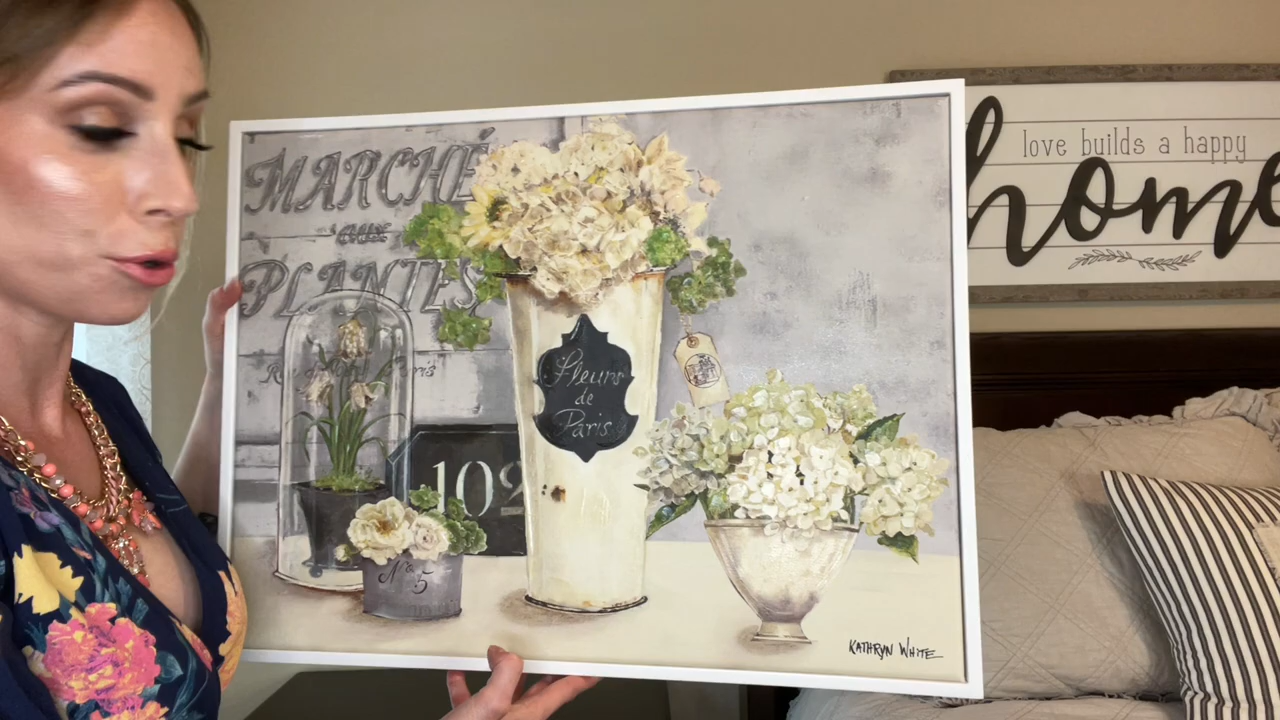 MARCHÉ
AUX
PLANTES
Fleurs
de
Paris
102
No 5
KATHRYN WHITE
love builds a happy
home